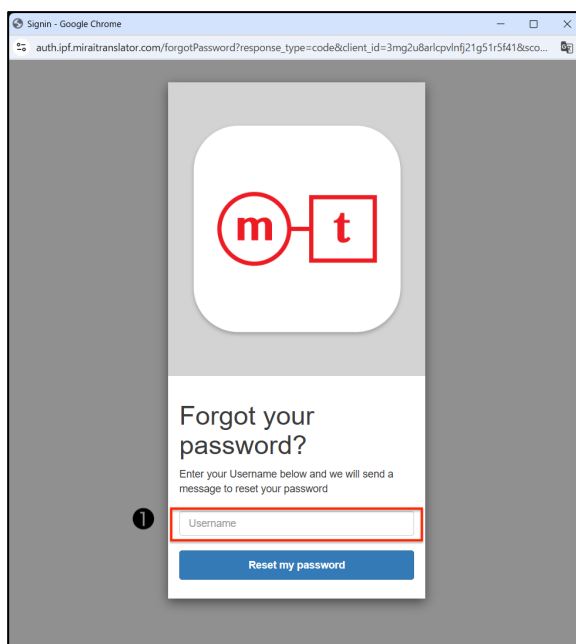 Signin - Google Chrome
auth.ipf.miraitranslator.com/forgotPassword?response_type=code&client_id=3mg2u8arlcpvlnfj21g51r5f41&sco...
m t
Forgot your
password?
Enter your Username below and we will send a
message to reset your password
❶ Username
Reset my password